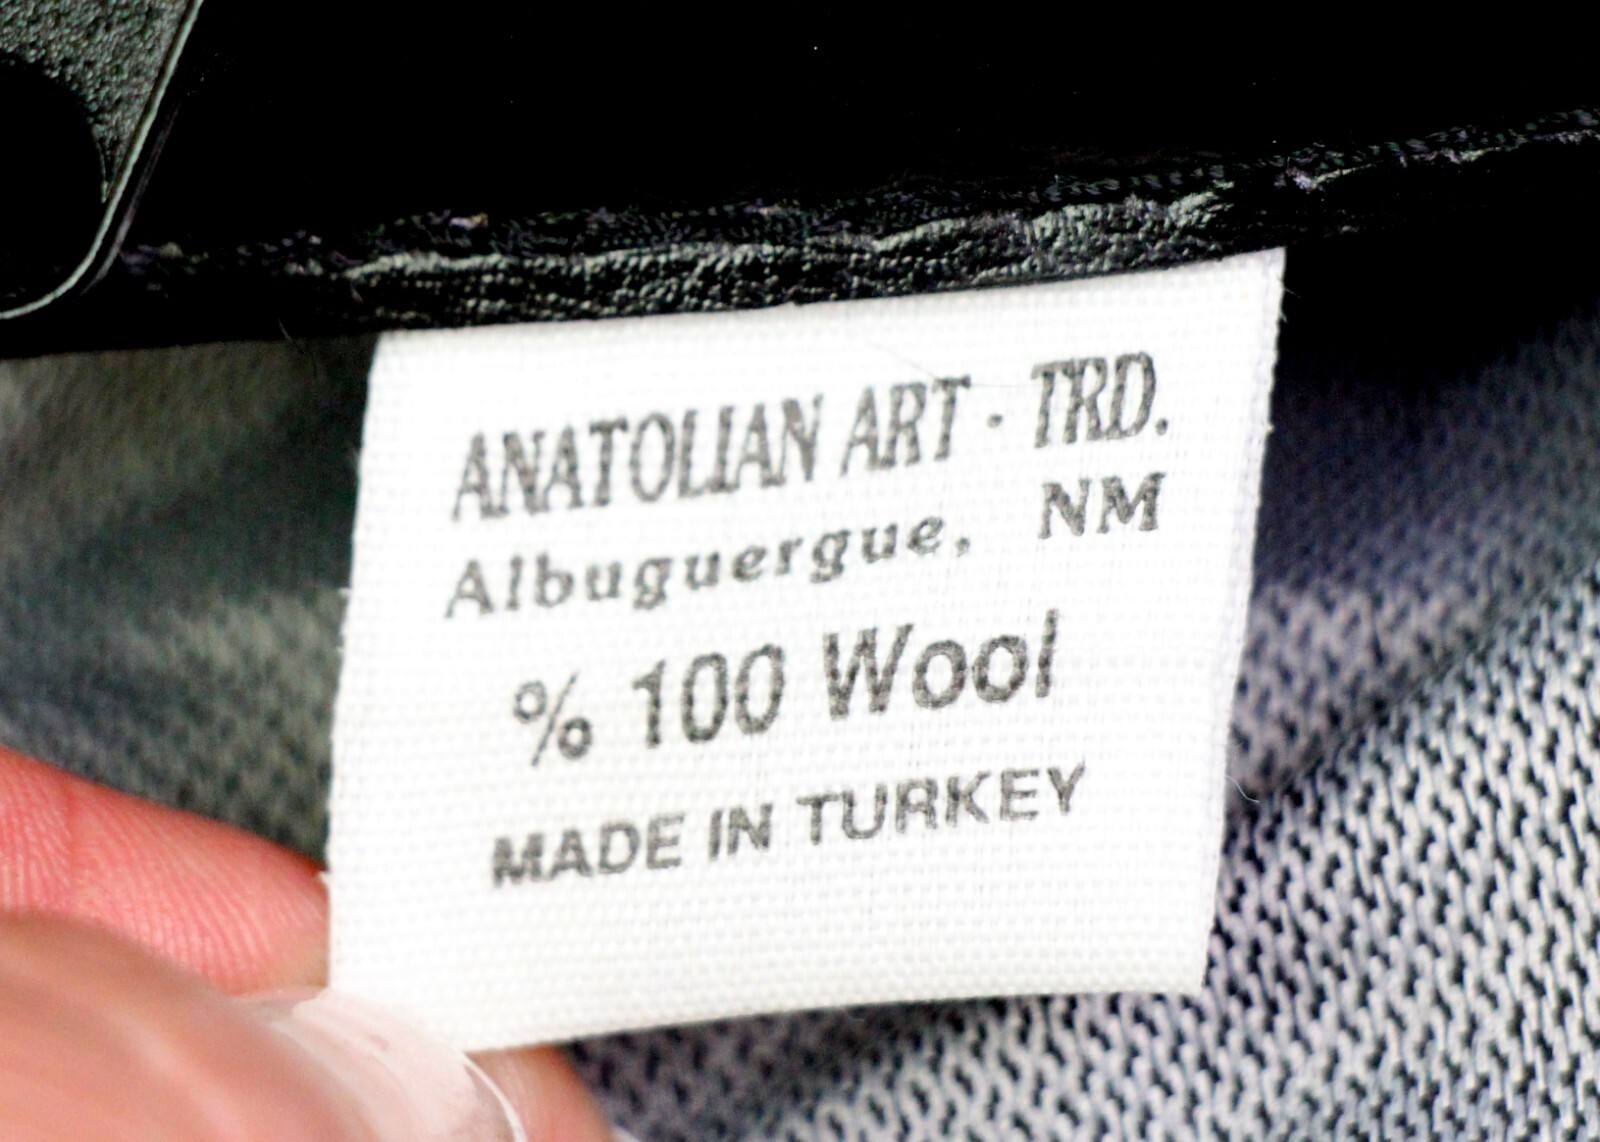 ANATOLIAN ART - TRD.
Albuguergue, NM
% 100 Wool
MADE IN TURKEY